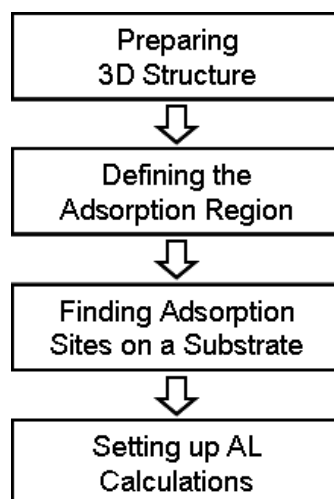 Preparing
3D Structure
Defining the
Adsorption Region
Finding Adsorption
Sites on a Substrate
Setting up AL
Calculations